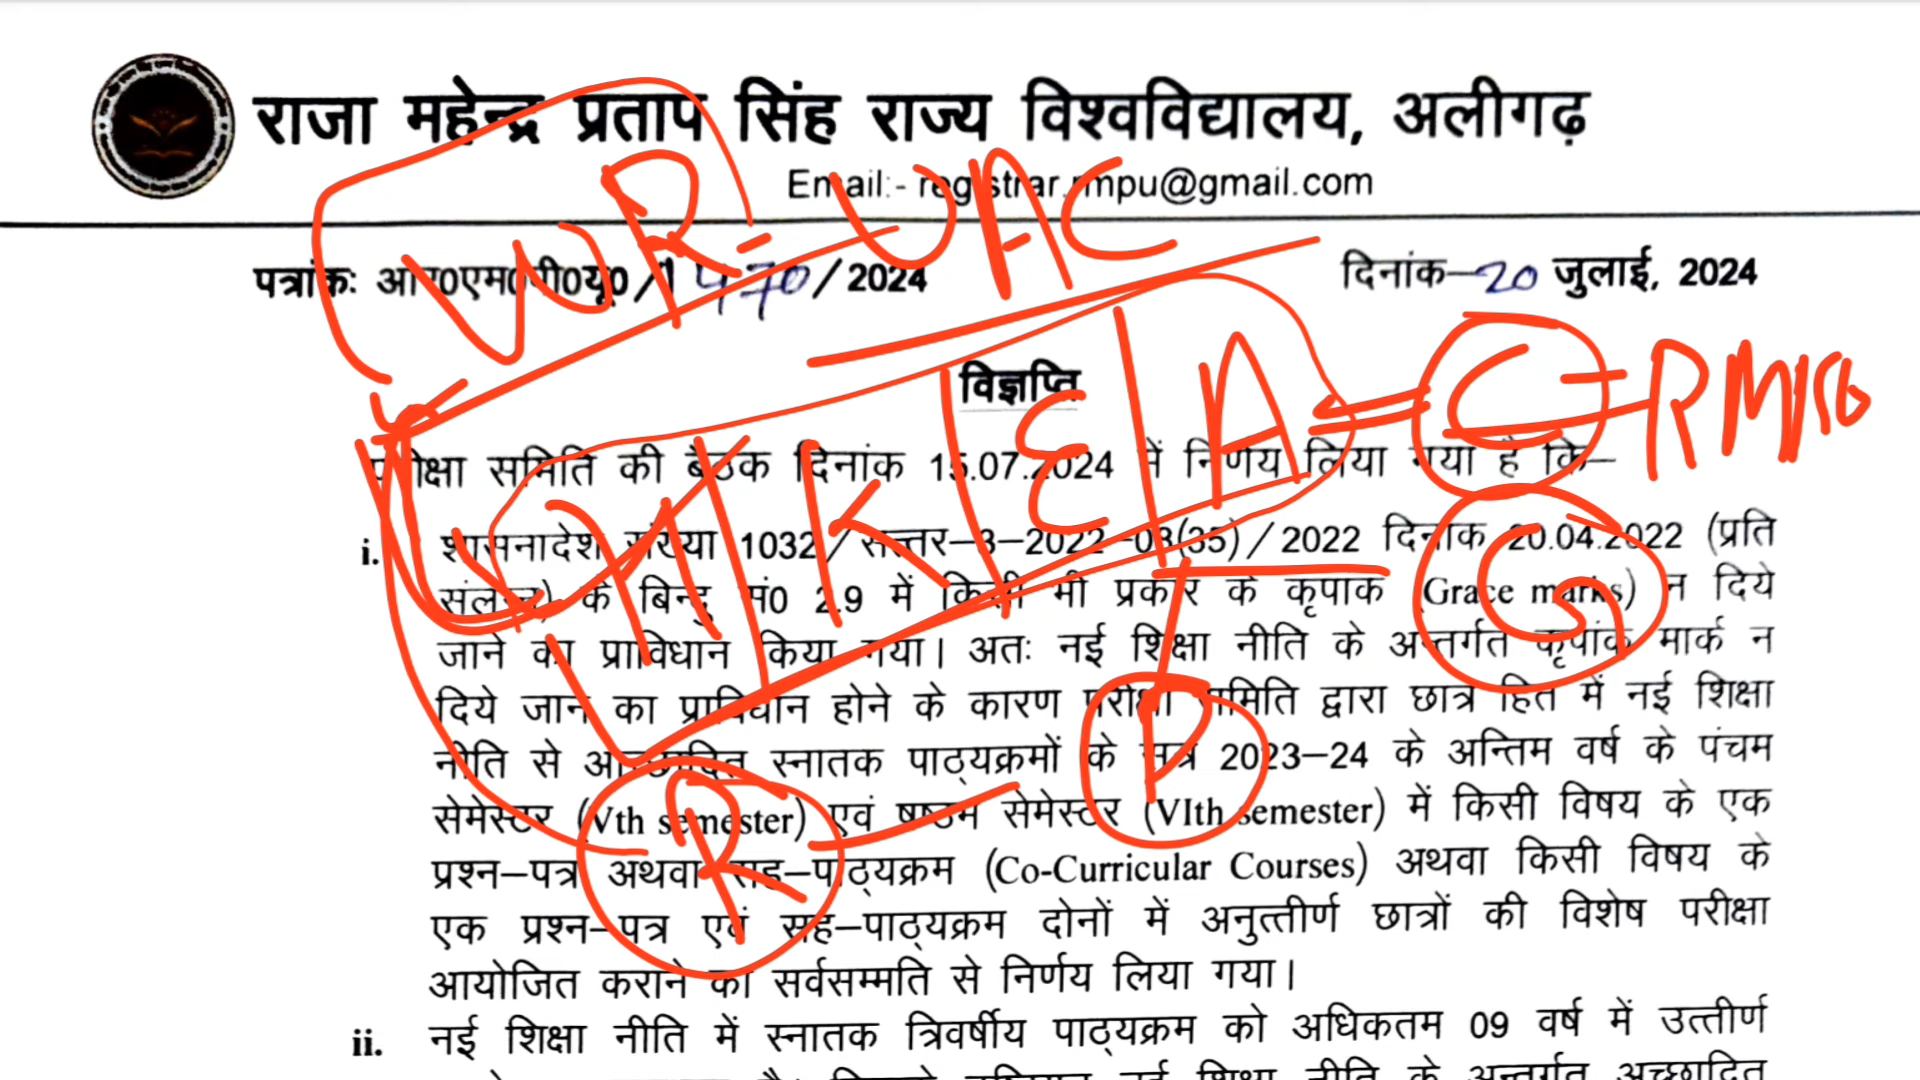 राजा महेन्द्र प्रताप सिंह राज्य विश्वविद्यालय, अलीगढ़
Email:- registrar.rmpu@gmail.com
पत्रांक: आर0एम0पी0यू0/1470/2024 दिनांक–20 जुलाई, 2024
WR-UAC
विज्ञप्ति
परीक्षा समिति की बैठक दिनांक 15.07.2024 में निर्णय लिया गया है कि–
i. शासनादेश संख्या 1032/सत्तर–3–2022–08(35)/2022 दिनांक 20.04.2022 (प्रति
संलग्न) के बिन्दु सं0 2.9 में किसी भी प्रकार के कृपांक (Grace marks) न दिये
जाने का प्राविधान किया गया। अतः नई शिक्षा नीति के अन्तर्गत कृपांक मार्क न
दिये जाने का प्राविधान होने के कारण परीक्षा समिति द्वारा छात्र हित में नई शिक्षा
नीति से आच्छादित स्नातक पाठ्यक्रमों के सत्र 2023–24 के अन्तिम वर्ष के पंचम
सेमेस्टर (Vth semester) एवं षष्ठम सेमेस्टर (VIth semester) में किसी विषय के एक
प्रश्न–पत्र अथवा सह–पाठ्यक्रम (Co-Curricular Courses) अथवा किसी विषय के
एक प्रश्न–पत्र एवं सह–पाठ्यक्रम दोनों में अनुत्तीर्ण छात्रों की विशेष परीक्षा
आयोजित कराने का सर्वसम्मति से निर्णय लिया गया।
ii. नई शिक्षा नीति में स्नातक त्रिवर्षीय पाठ्यक्रम को अधिकतम 09 वर्ष में उत्तीर्ण
K E A
C
G
P
R